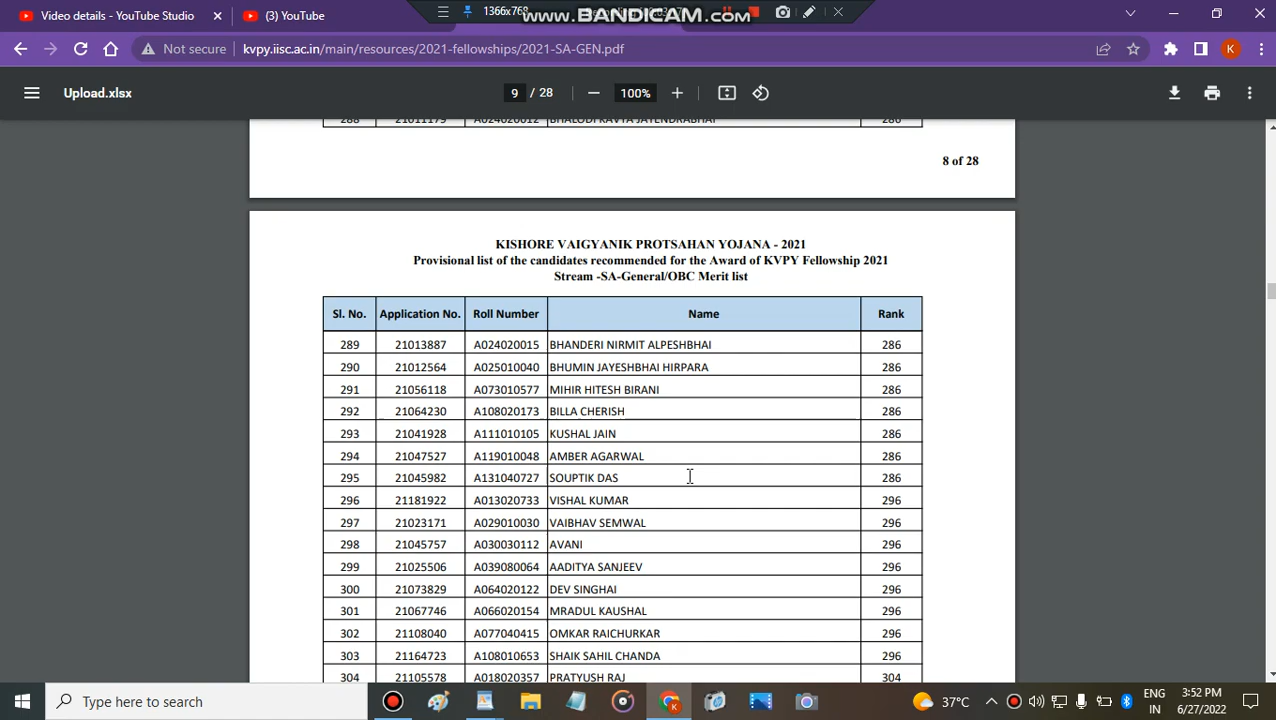 Video details - YouTube Studio
(3) YouTube
1366x768
www.BANDICAM.com
Not secure
kvpy.iisc.ac.in/main/resources/2021-fellowships/2021-SA-GEN.pdf
K
Upload.xlsx
9 / 28
100%
288 21011179 A024020012 BHALODI KAVYA JAYENDRABHAI 286
8 of 28
KISHORE VAIGYANIK PROTSAHAN YOJANA - 2021
Provisional list of the candidates recommended for the Award of KVPY Fellowship 2021
Stream -SA-General/OBC Merit list
Sl. No. Application No. Roll Number Name Rank
289 21013887 A024020015 BHANDERI NIRMIT ALPESHBHAI 286
290 21012564 A025010040 BHUMIN JAYESHBHAI HIRPARA 286
291 21056118 A073010577 MIHIR HITESH BIRANI 286
292 21064230 A108020173 BILLA CHERISH 286
293 21041928 A111010105 KUSHAL JAIN 286
294 21047527 A119010048 AMBER AGARWAL 286
295 21045982 A131040727 SOUPTIK DAS 286
296 21181922 A013020733 VISHAL KUMAR 296
297 21023171 A029010030 VAIBHAV SEMWAL 296
298 21045757 A030030112 AVANI 296
299 21025506 A039080064 AADITYA SANJEEV 296
300 21073829 A064020122 DEV SINGHAI 296
301 21067746 A066020154 MRADUL KAUSHAL 296
302 21108040 A077040415 OMKAR RAICHURKAR 296
303 21164723 A108010653 SHAIK SAHIL CHANDA 296
304 21105578 A018020357 PRATYUSH RAJ 304
Type here to search
K
37°C
ENG
IN
3:52 PM
6/27/2022